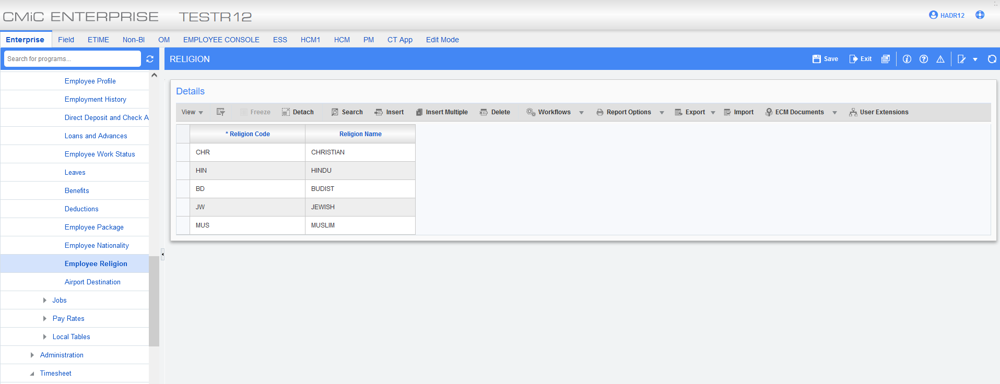 CMiC ENTERPRISE TESTR12
HADR12
Enterprise Field ETIME Non-BI OM EMPLOYEE CONSOLE ESS HCM1 HCM PM CT App Edit Mode
Search for programs...
RELIGION
Save Exit
Employee Profile
Employment History
Direct Deposit and Check A
Loans and Advances
Employee Work Status
Leaves
Benefits
Deductions
Employee Package
Employee Nationality
Employee Religion
Airport Destination
Jobs
Pay Rates
Local Tables
Administration
Timesheet
Details
View Freeze Detach Search Insert Insert Multiple Delete Workflows Report Options Export Import ECM Documents User Extensions
* Religion Code Religion Name
CHR CHRISTIAN
HIN HINDU
BD BUDIST
JW JEWISH
MUS MUSLIM